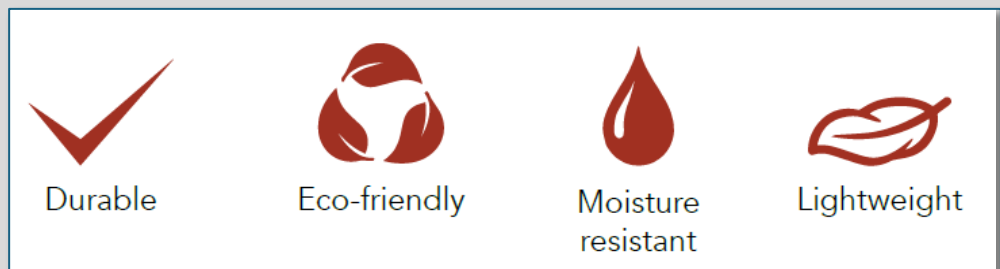 Durable
Eco-friendly
Moisture
resistant
Lightweight